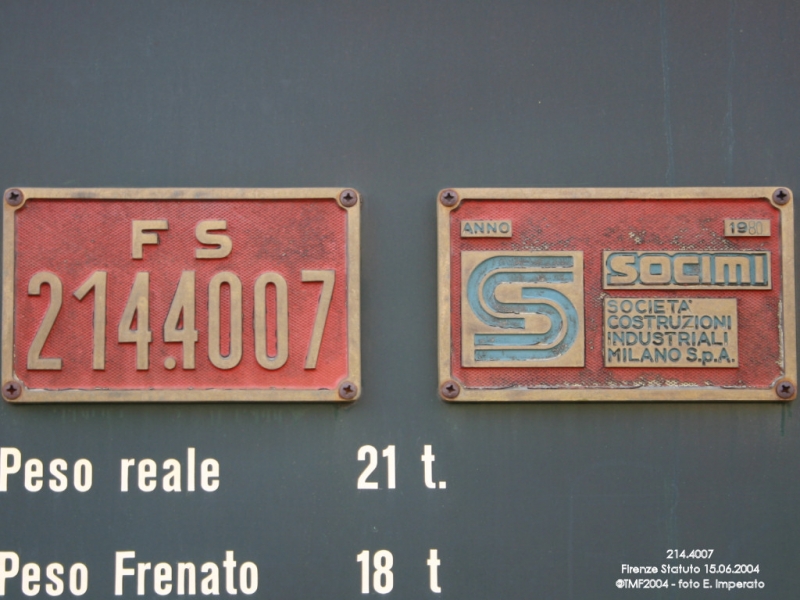 FS
214.4007
ANNO 1980
SOCIMI
SOCIETA'
COSTRUZIONI
INDUSTRIALI
MILANO S.p.A.
Peso reale 21 t.
Peso Frenato 18 t
214.4007
Firenze Statuto 15.06.2004
©TMF2004 - foto E. Imperato